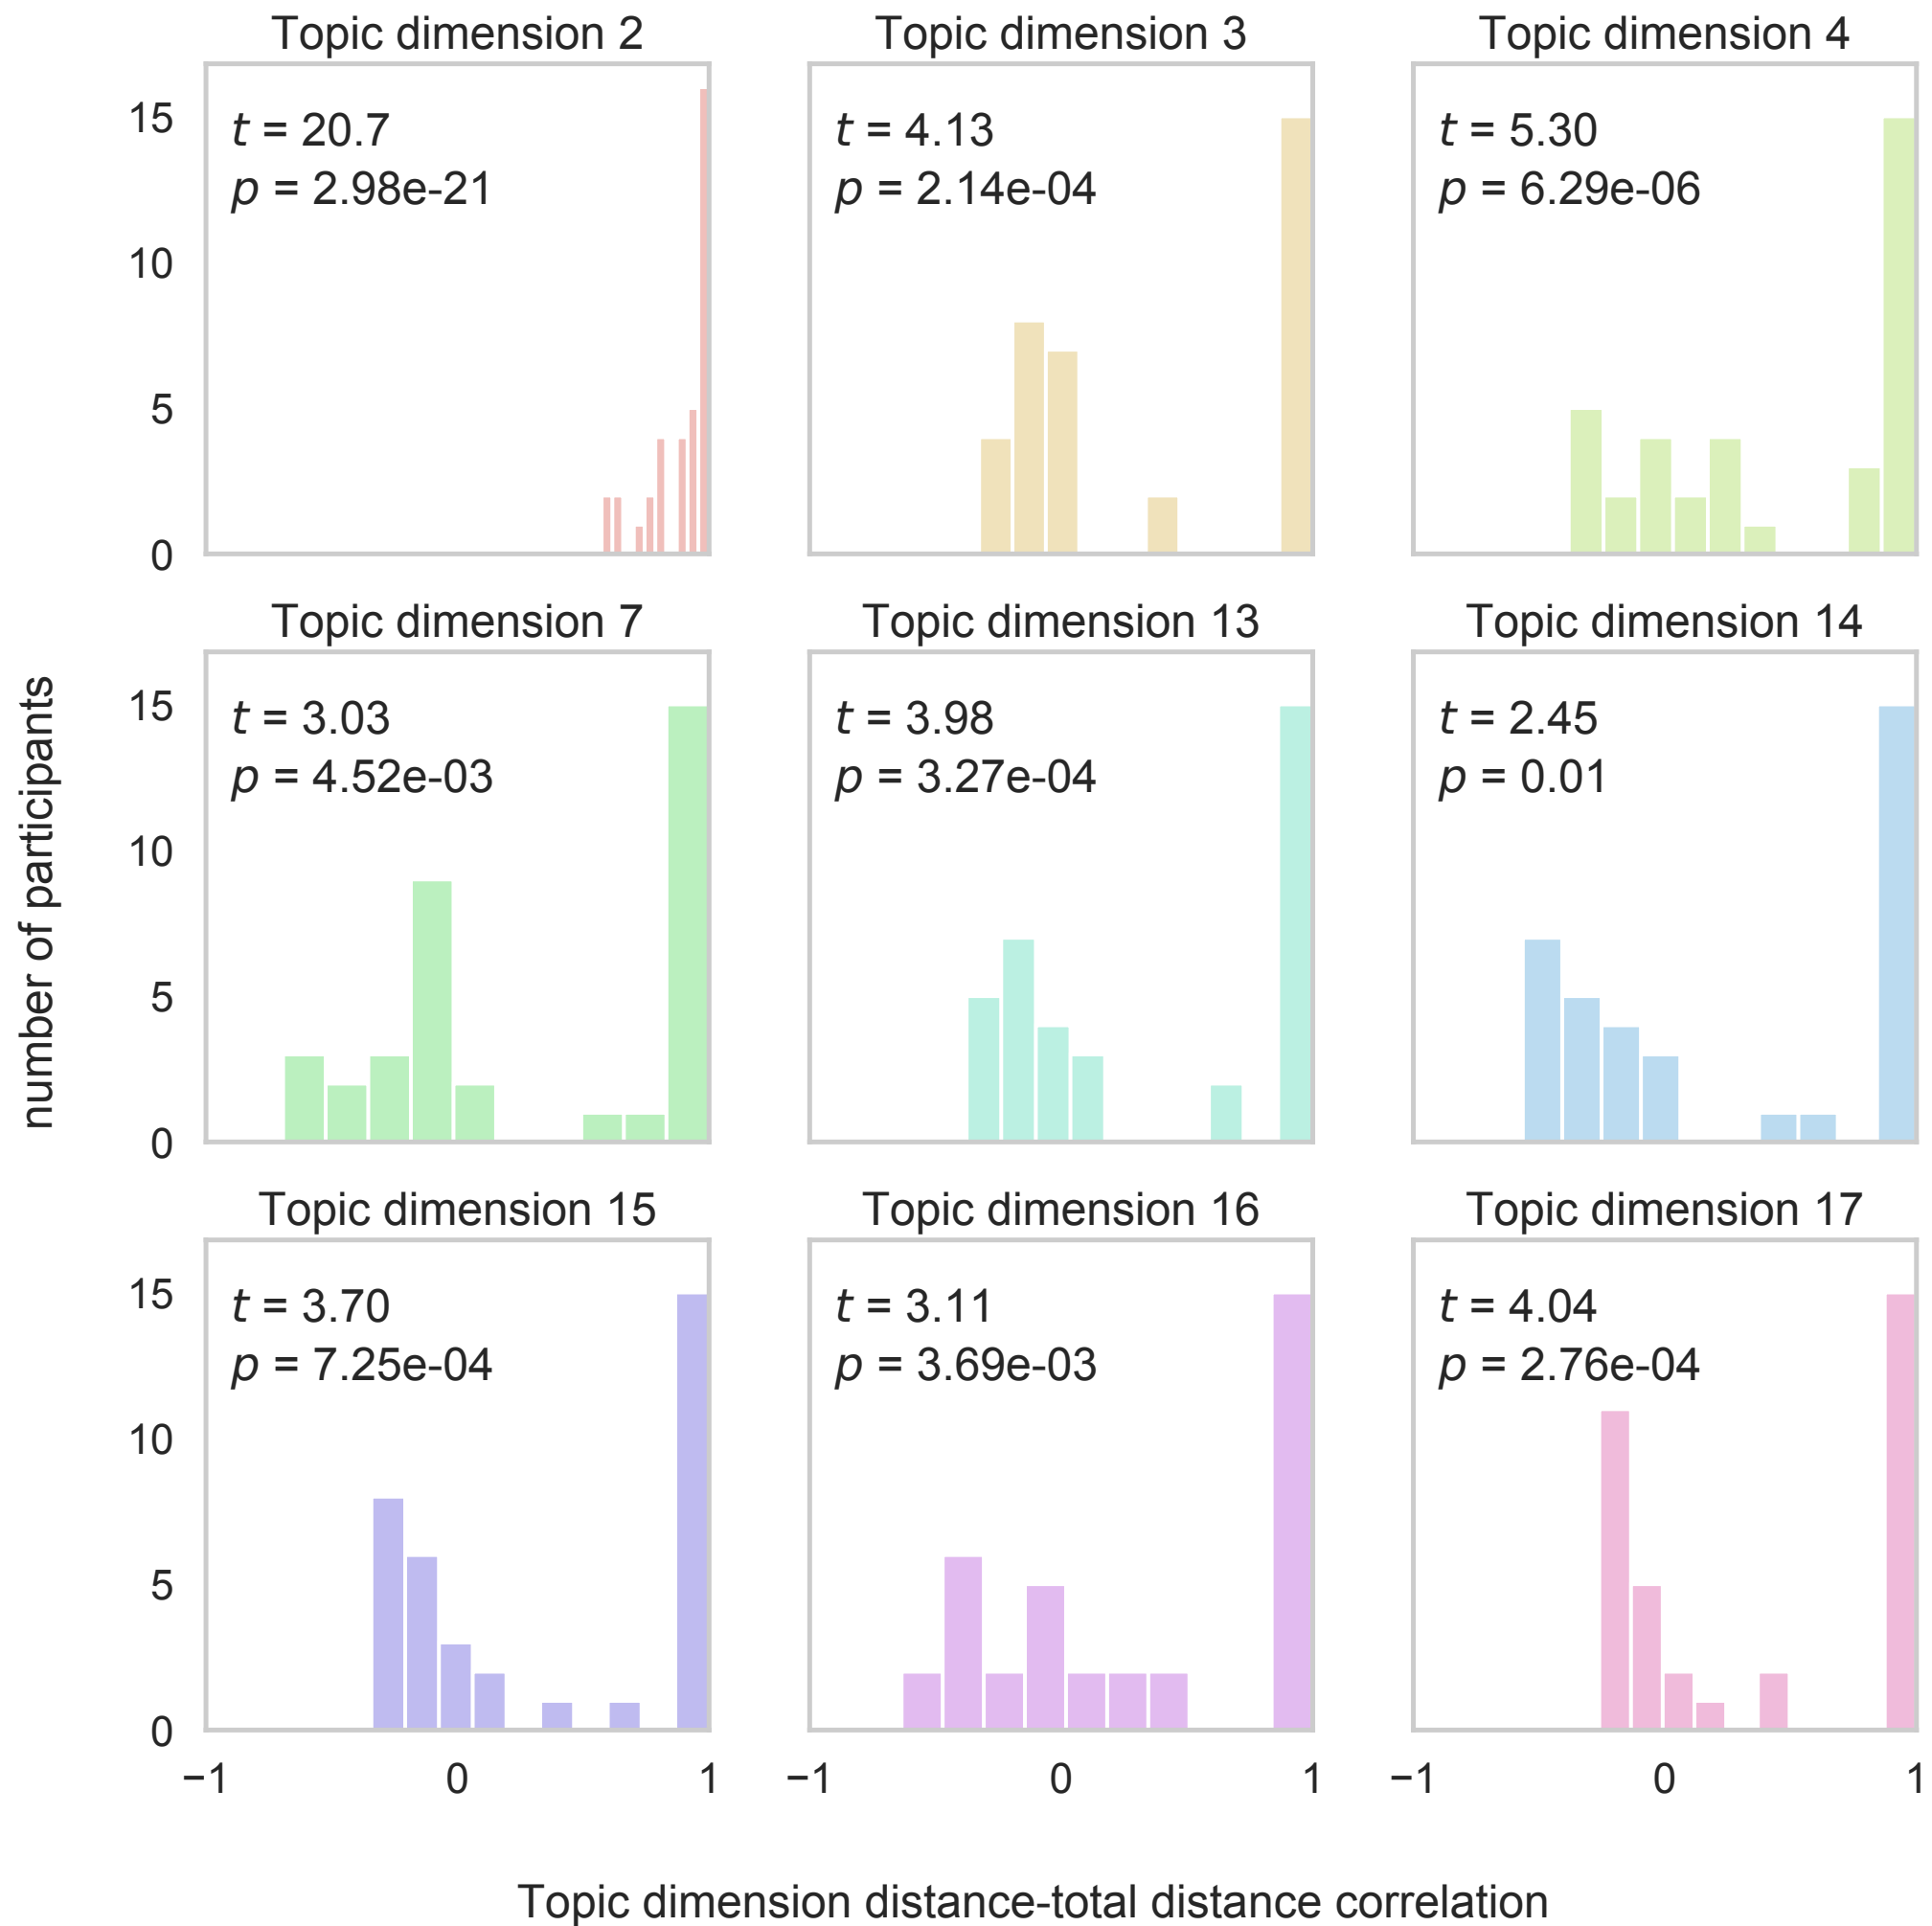 Topic dimension 2
Topic dimension 3
Topic dimension 4
15
10
5
0
t = 20.7
p = 2.98e-21
t = 4.13
p = 2.14e-04
t = 5.30
p = 6.29e-06
Topic dimension 7
Topic dimension 13
Topic dimension 14
number of participants
15
10
5
0
t = 3.03
p = 4.52e-03
t = 3.98
p = 3.27e-04
t = 2.45
p = 0.01
Topic dimension 15
Topic dimension 16
Topic dimension 17
15
10
5
0
t = 3.70
p = 7.25e-04
t = 3.11
p = 3.69e-03
t = 4.04
p = 2.76e-04
−1 0 1
−1 0 1
−1 0 1
Topic dimension distance-total distance correlation